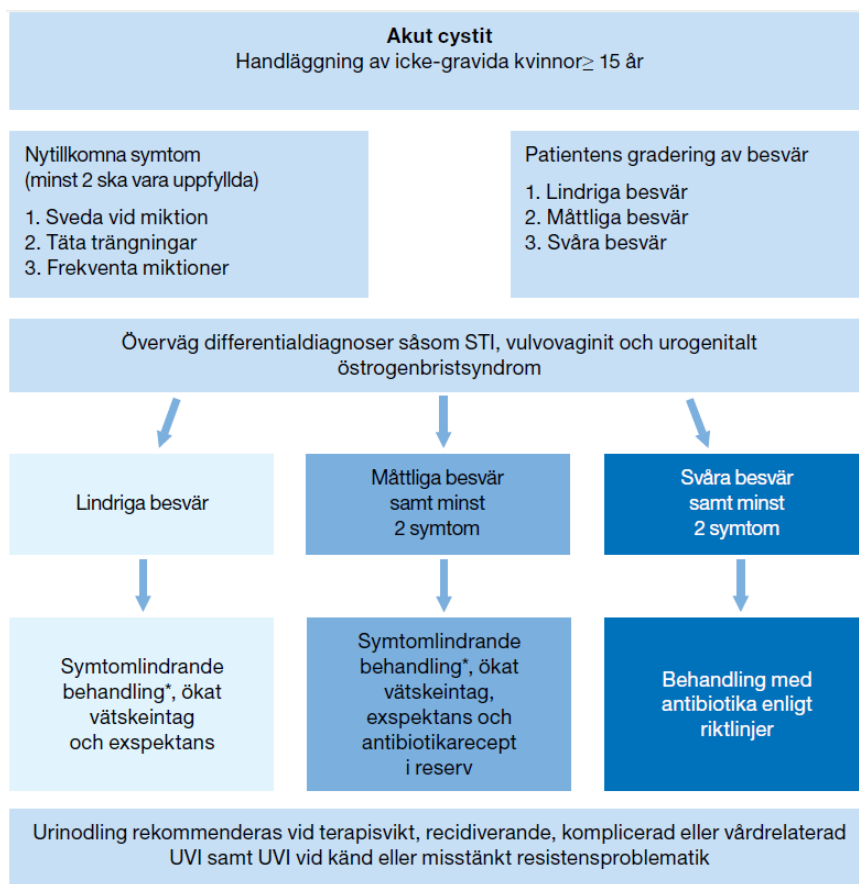 Akut cystit
Handläggning av icke-gravida kvinnor≥ 15 år
Nytillkomna symtom
(minst 2 ska vara uppfyllda)
1. Sveda vid miktion
2. Täta trängningar
3. Frekventa miktioner
Patientens gradering av besvär
1. Lindriga besvär
2. Måttliga besvär
3. Svåra besvär
Överväg differentialdiagnoser såsom STI, vulvovaginit och urogenitalt
östrogenbristsyndrom
Lindriga besvär
Måttliga besvär
samt minst
2 symtom
Svåra besvär
samt minst
2 symtom
Symtomlindrande
behandling*, ökat
vätskeintag
och exspektans
Symtomlindrande
behandling*, ökat
vätskeintag,
exspektans och
antibiotikarecept
i reserv
Behandling med
antibiotika enligt
riktlinjer
Urinodling rekommenderas vid terapisvikt, recidiverande, komplicerad eller vårdrelaterad
UVI samt UVI vid känd eller misstänkt resistensproblematik